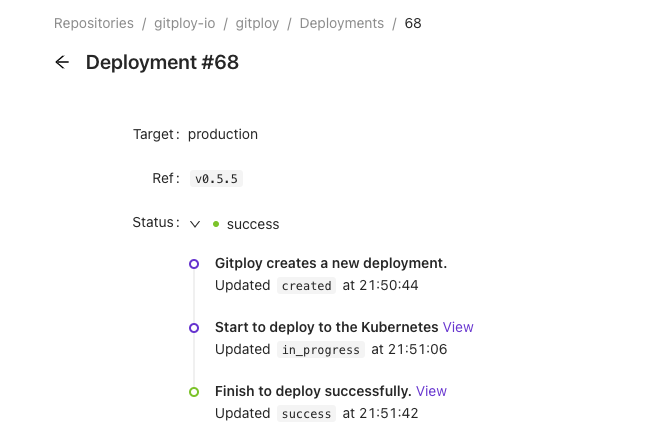 Repositories / gitploy-io / gitploy / Deployments / 68
Deployment #68
Target: production
Ref: v0.5.5
Status: success
Gitploy creates a new deployment.
Updated created at 21:50:44
Start to deploy to the Kubernetes View
Updated in_progress at 21:51:06
Finish to deploy successfully. View
Updated success at 21:51:42